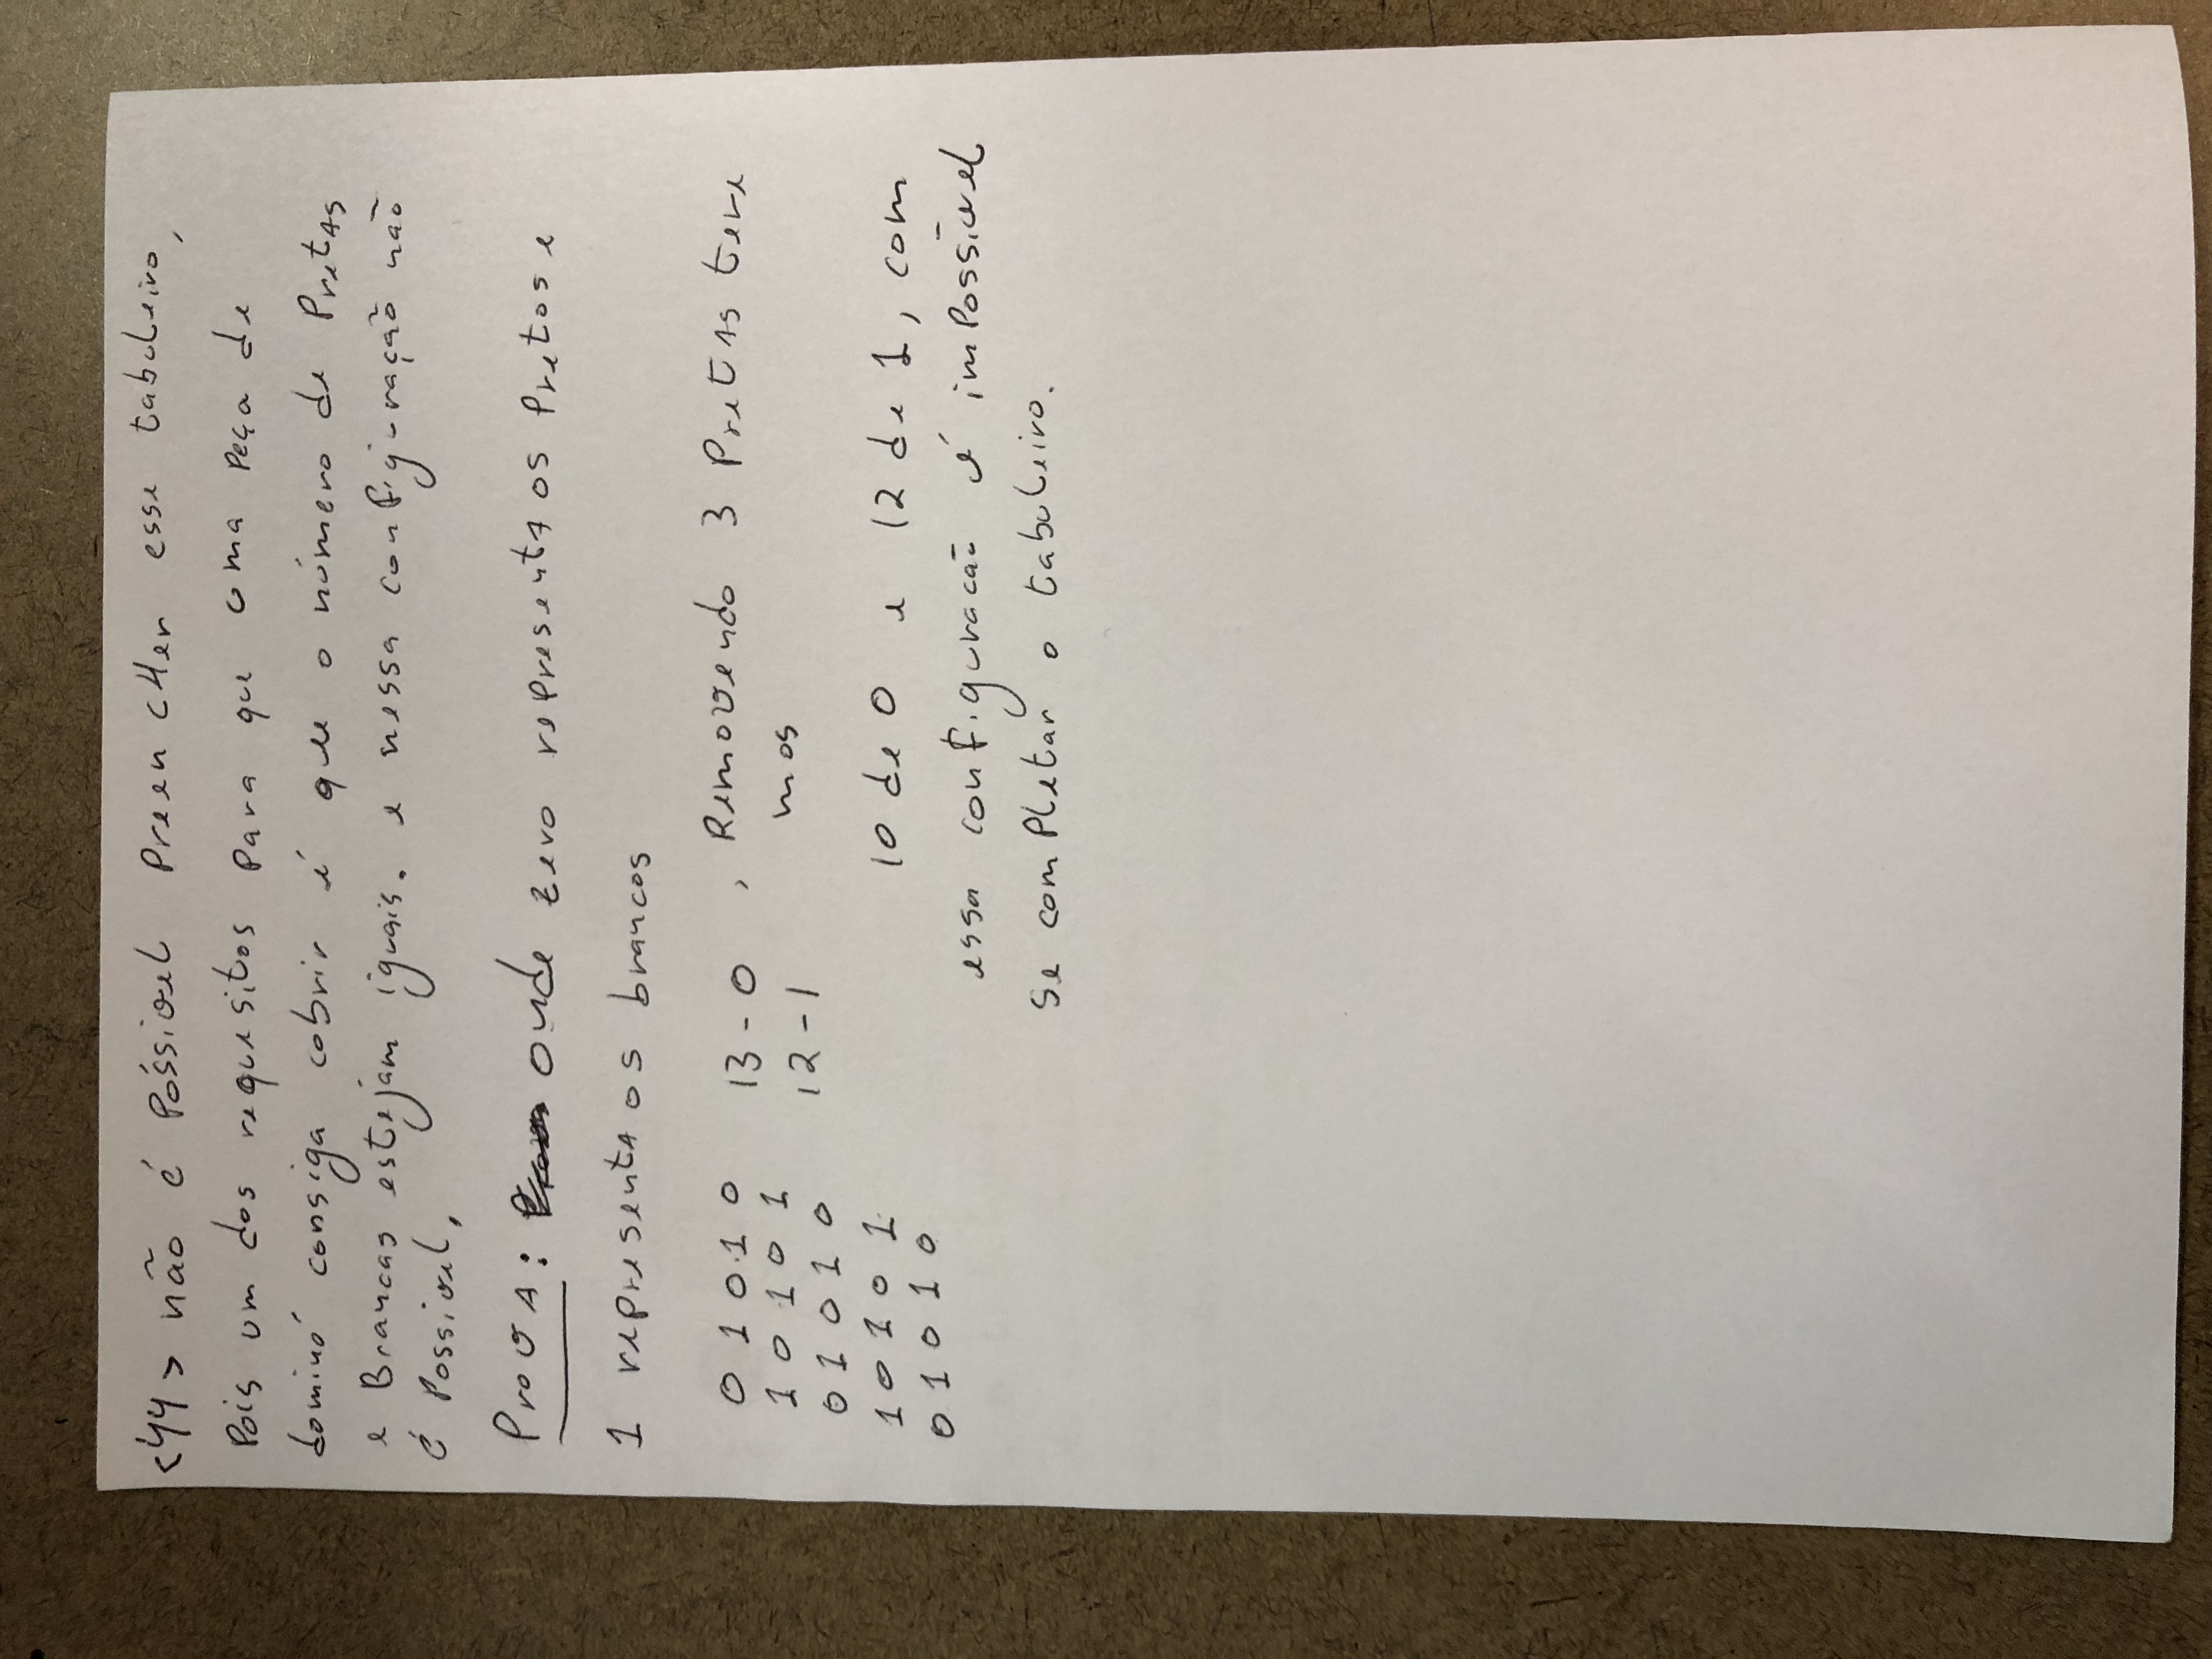 <44> não é Póssivel Preencher esse tabuleiro,
Pois um dos requisitos Para que uma Peça de
dominó consiga cobrir é que o número de Pretas
e Brancas estejam iguais. e nessa configuração não
é Possivel.
Prova: onde zero representa os Pretos e
1 representa os brancos
0 1 0 1 0 13 - 0 , Removendo 3 Pretas tere
1 0 1 0 1 12 - 1 mos
0 1 0 1 0
1 0 1 0 1 10 de 0 e 12 de 1, com
0 1 0 1 0
essa configuracão é impossivel
se completar o tabuleiro.